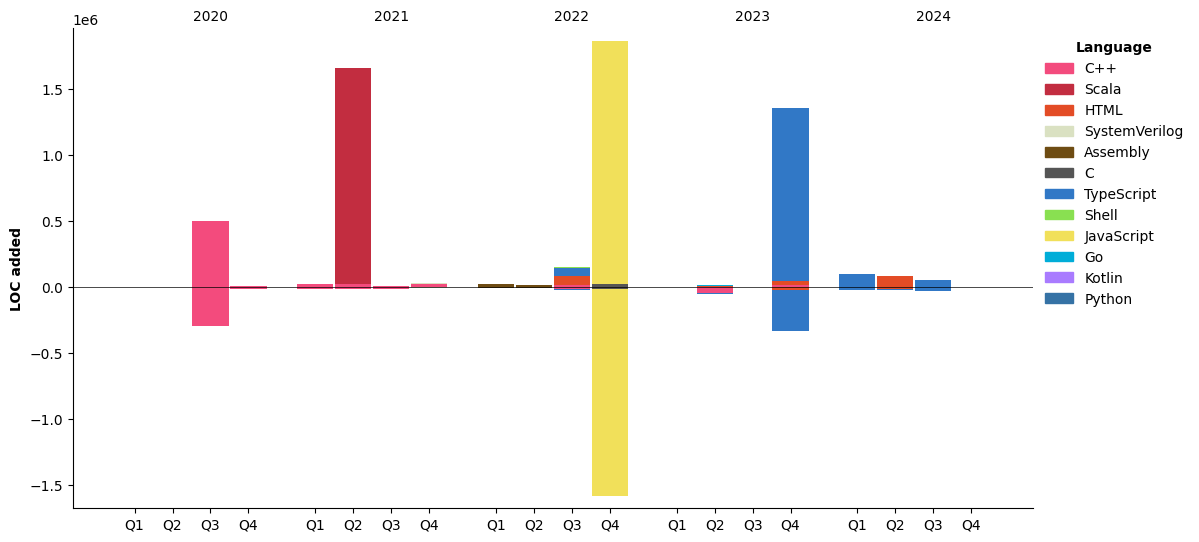 2020 2021 2022 2023 2024
1e6
Language
C++
Scala
HTML
SystemVerilog
Assembly
C
TypeScript
Shell
JavaScript
Go
Kotlin
Python
LOC added
1.5
1.0
0.5
0.0
−0.5
−1.0
−1.5
Q1 Q2 Q3 Q4 Q1 Q2 Q3 Q4 Q1 Q2 Q3 Q4 Q1 Q2 Q3 Q4 Q1 Q2 Q3 Q4